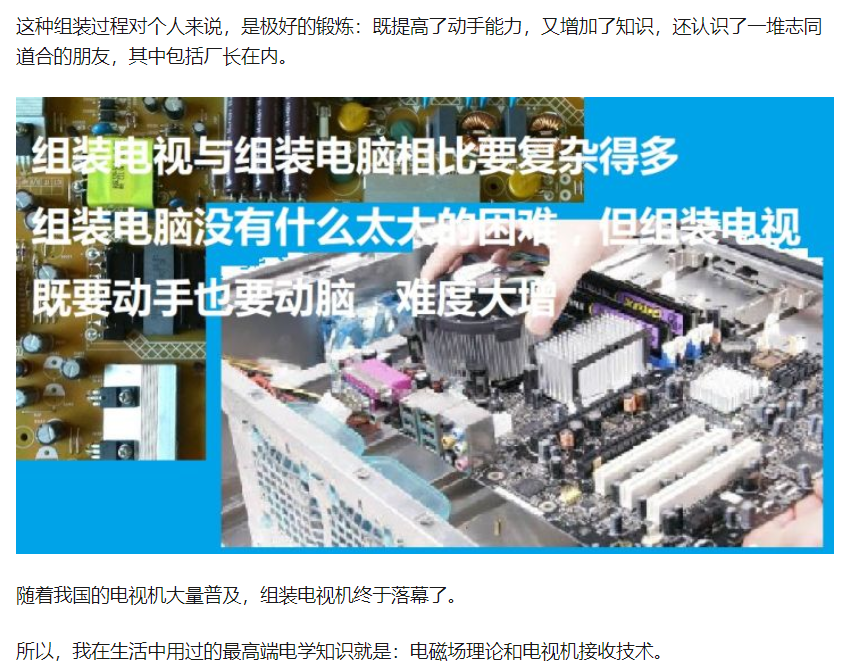 这种组装过程对个人来说，是极好的锻炼：既提高了动手能力，又增加了知识，还认识了一堆志同
道合的朋友，其中包括厂长在内。
组装电视与组装电脑相比要复杂得多
组装电脑没有什么太大的困难，但组装电视
既要动手也要动脑，难度大增
随着我国的电视机大量普及，组装电视机终于落幕了。
所以，我在生活中用过的最高端电学知识就是：电磁场理论和电视机接收技术。